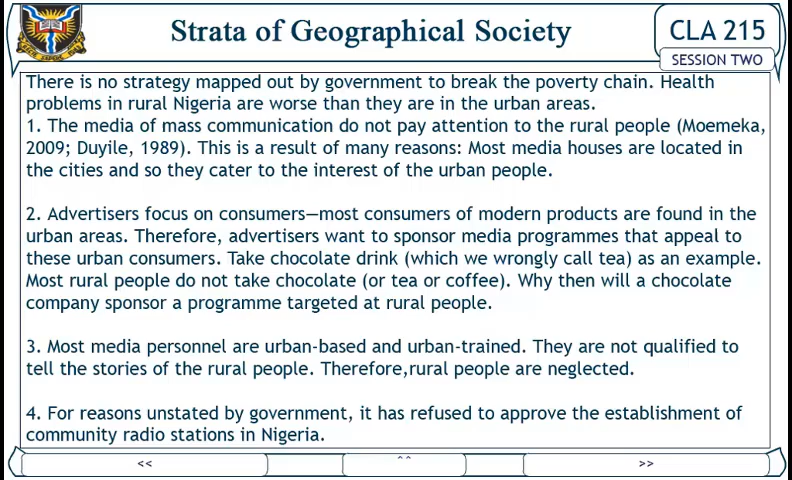 Strata of Geographical Society
CLA 215
SESSION TWO
There is no strategy mapped out by government to break the poverty chain. Health
problems in rural Nigeria are worse than they are in the urban areas.
1. The media of mass communication do not pay attention to the rural people (Moemeka,
2009; Duyile, 1989). This is a result of many reasons: Most media houses are located in
the cities and so they cater to the interest of the urban people.
2. Advertisers focus on consumers—most consumers of modern products are found in the
urban areas. Therefore, advertisers want to sponsor media programmes that appeal to
these urban consumers. Take chocolate drink (which we wrongly call tea) as an example.
Most rural people do not take chocolate (or tea or coffee). Why then will a chocolate
company sponsor a programme targeted at rural people.
3. Most media personnel are urban-based and urban-trained. They are not qualified to
tell the stories of the rural people. Therefore,rural people are neglected.
4. For reasons unstated by government, it has refused to approve the establishment of
community radio stations in Nigeria.
<< ^^ >>